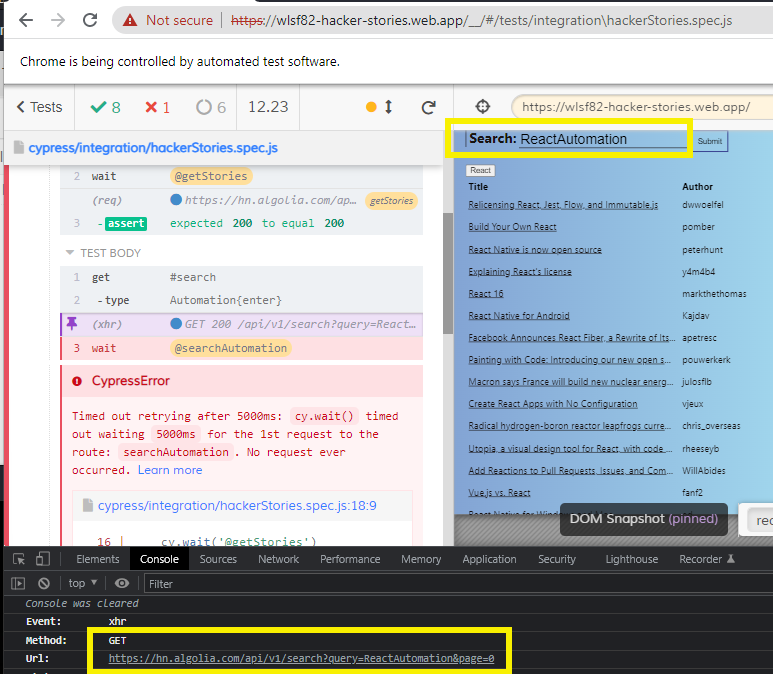 Not secure | https://wlsf82-hacker-stories.web.app/__/#/tests/integration\hackerStories.spec.js
Chrome is being controlled by automated test software.
Tests 8 1 6 12.23 https://wlsf82-hacker-stories.web.app/
cypress/integration/hackerStories.spec.js
Search: ReactAutomation Submit
2 wait @getStories
(req) https://hn.algolia.com/ap… getStories
3 -assert expected 200 to equal 200
TEST BODY
1 get #search
2 -type Automation{enter}
(xhr) GET 200 /api/v1/search?query=React…
3 wait @searchAutomation
CypressError
Timed out retrying after 5000ms: cy.wait() timed
out waiting 5000ms for the 1st request to the
route: searchAutomation. No request ever
occurred. Learn more
cypress/integration/hackerStories.spec.js:18:9
16 | cy.wait('@getStories')
React
Title Author
Relicensing React, Jest, Flow, and Immutable.js dwwoelfel
Build Your Own React pomber
React Native is now open source peterhunt
Explaining React's license y4m4b4
React 16 markthethomas
React Native for Android Kajdav
Facebook Announces React Fiber, a Rewrite of Its… apetresc
Painting with Code: Introducing our new open s… pouwerkerk
Macron says France will build new nuclear energ… julosflb
Create React Apps with No Configuration vjeux
Radical hydrogen-boron reactor leapfrogs curre… chris_overseas
Utopia, a visual design tool for React, with code … rheeseyb
Add Reactions to Pull Requests, Issues, and Com… WillAbides
Vue.js vs. React fanf2
React Native for Wind
DOM Snapshot (pinned) rec
Elements Console Sources Network Performance Memory Application Security Lighthouse Recorder
top Filter
Console was cleared
Event: xhr
Method: GET
Url: https://hn.algolia.com/api/v1/search?query=ReactAutomation&page=0